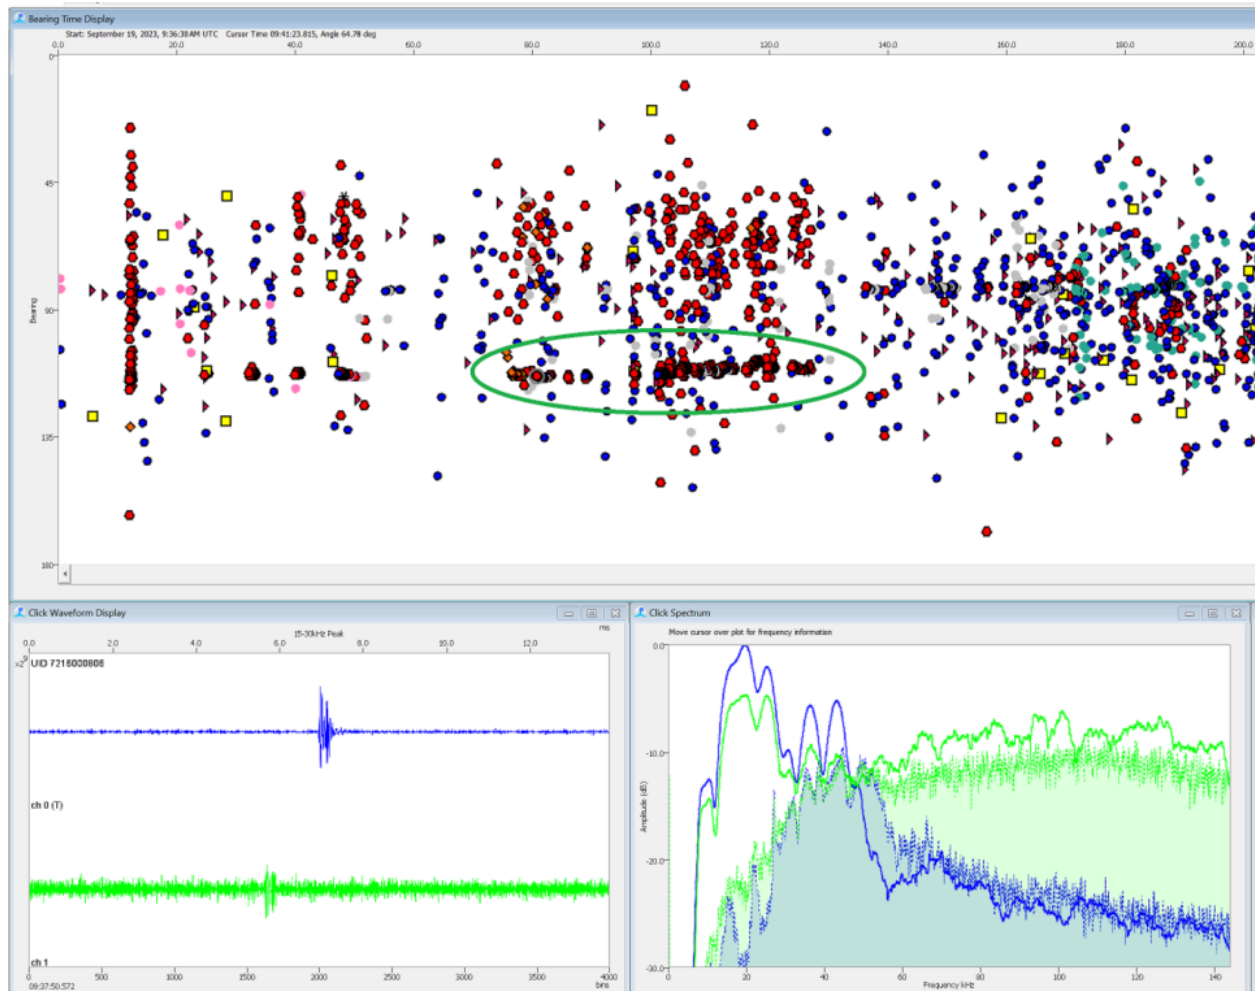 Bearing Time Display
Start: September 19, 2023, 9:36:30AM UTC Cursor Time 09:41:23.815, Angle 64.78 deg
0.0 20.0 40.0 60.0 80.0 100.0 120.0 140.0 160.0 180.0 200.0
0
45
90
135
180
Bearing
Click Waveform Display
15-30kHz Peak
ms
0.0 2.0 4.0 6.0 8.0 10.0 12.0
UID 7216000806
ch 0 (T)
ch 1
0 500 1000 1500 2000 2500 3000 3500 4000
09:37:50.572
bins
Click Spectrum
Move cursor over plot for frequency information
0.0
-10.0
-20.0
-30.0
Amplitude (dB)
0 20 40 60 80 100 120 140
Frequency kHz